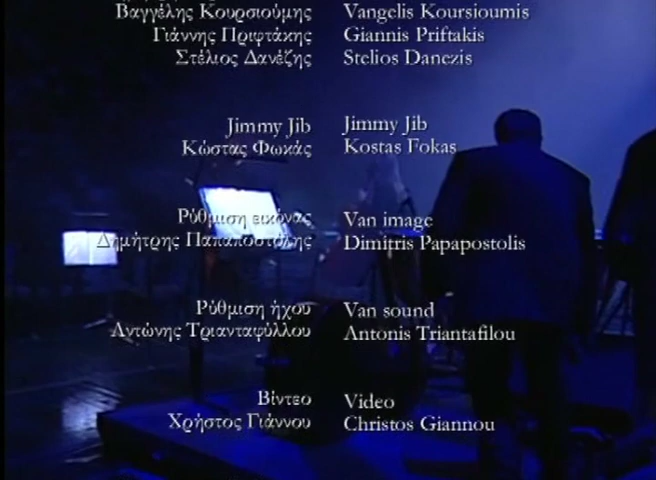 Βαγγέλης Κουρσιούμης Vangelis Koursioumis
Γιάννης Πριφτάκης Giannis Priftakis
Στέλιος Δανέζης Stelios Danezis
Jimmy Jib Jimmy Jib
Κώστας Φωκάς Kostas Fokas
Ρύθμιση εικόνας Van image
Δημήτρης Παπαποστόλης Dimitris Papapostolis
Ρύθμιση ήχου Van sound
Αντώνης Τριανταφύλλου Antonis Triantafilou
Βίντεο Video
Χρήστος Γιάννου Christos Giannou